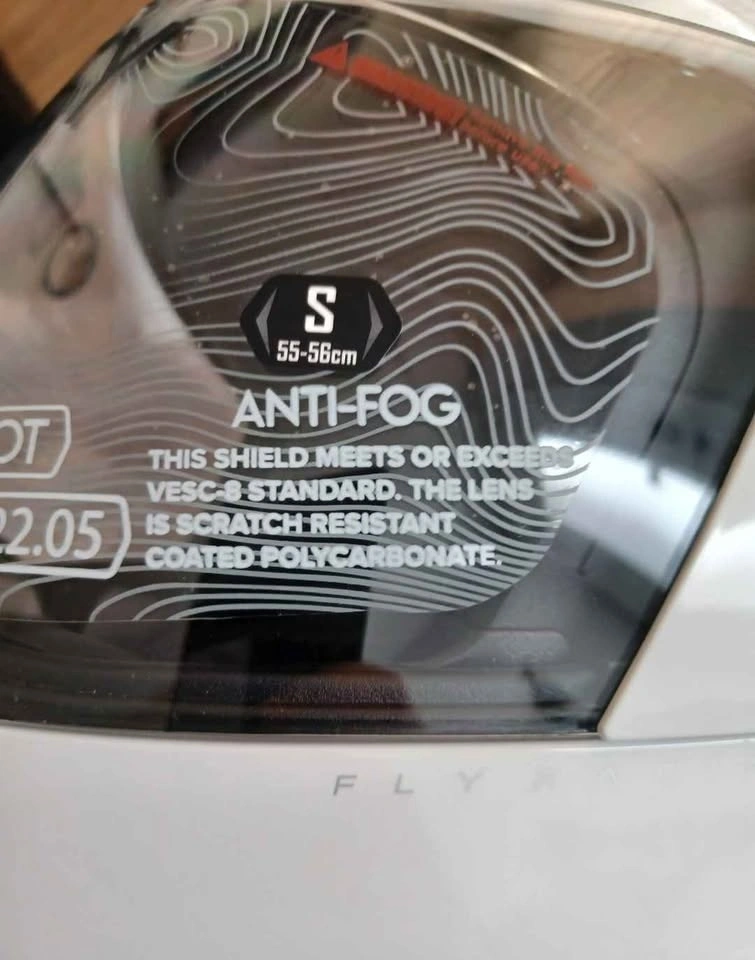 S
55-56cm
ANTI-FOG
THIS SHIELD MEETS OR EXCEEDS
VESC-8 STANDARD. THE LENS
IS SCRATCH RESISTANT
COATED POLYCARBONATE.
OT
22.05
FLY